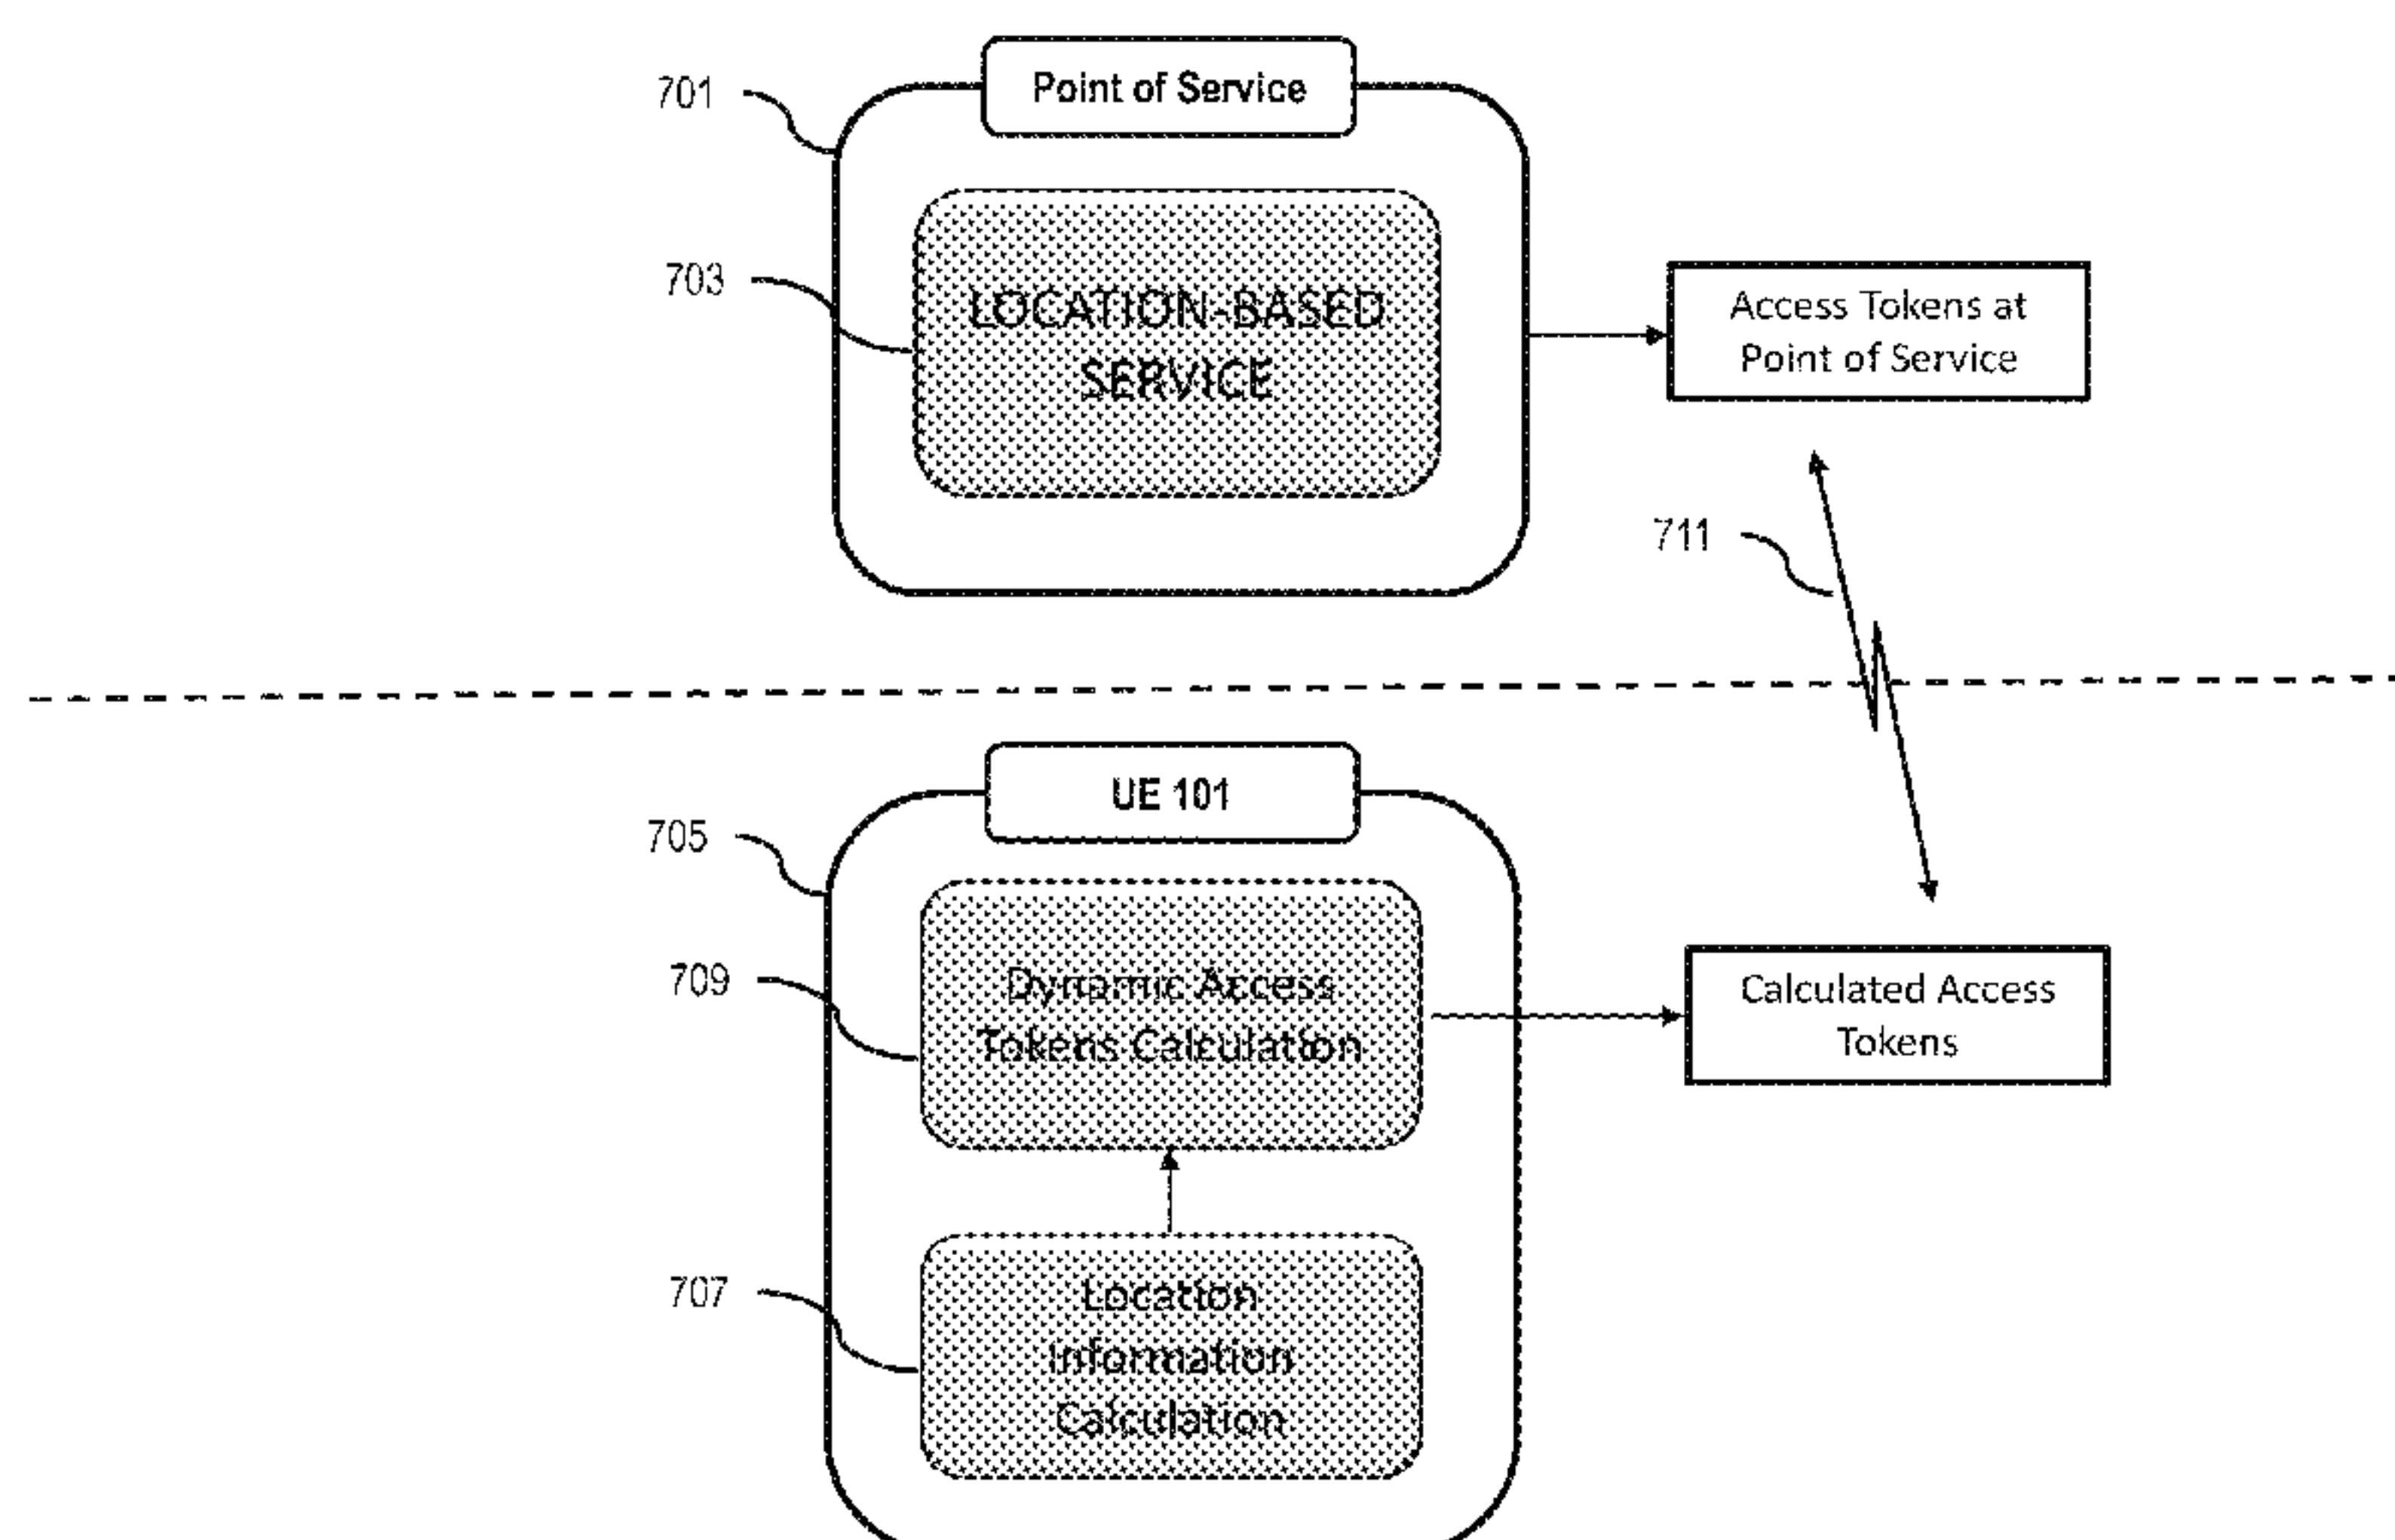 Point of Service
701
703
LOCATION-BASED
SERVICE
Access Tokens at
Point of Service
711
UE 101
705
709
Dynamic Access
Tokens Calculation
Calculated Access
Tokens
707
Location
Information
Calculation